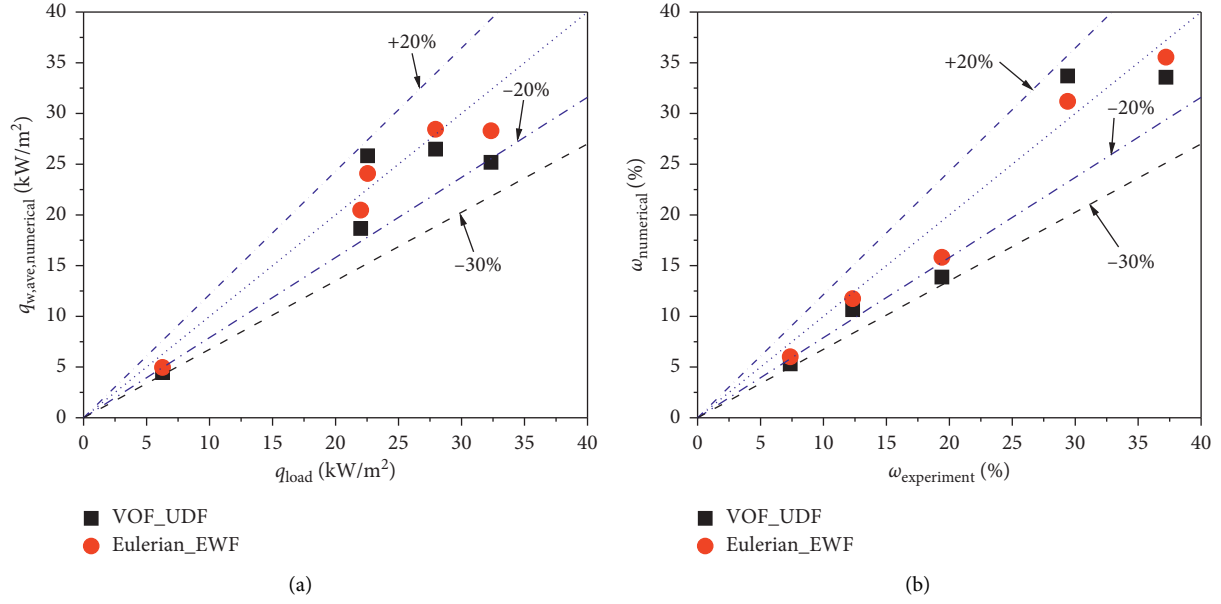 40
35
30
25
20
15
10
5
0
q_w,ave,numerical (kW/m²)
+20%
−20%
−30%
0 5 10 15 20 25 30 35 40
q_load (kW/m²)
VOF_UDF
Eulerian_EWF
(a)
40
35
30
25
20
15
10
5
0
ω_numerical (%)
+20%
−20%
−30%
0 5 10 15 20 25 30 35 40
ω_experiment (%)
VOF_UDF
Eulerian_EWF
(b)